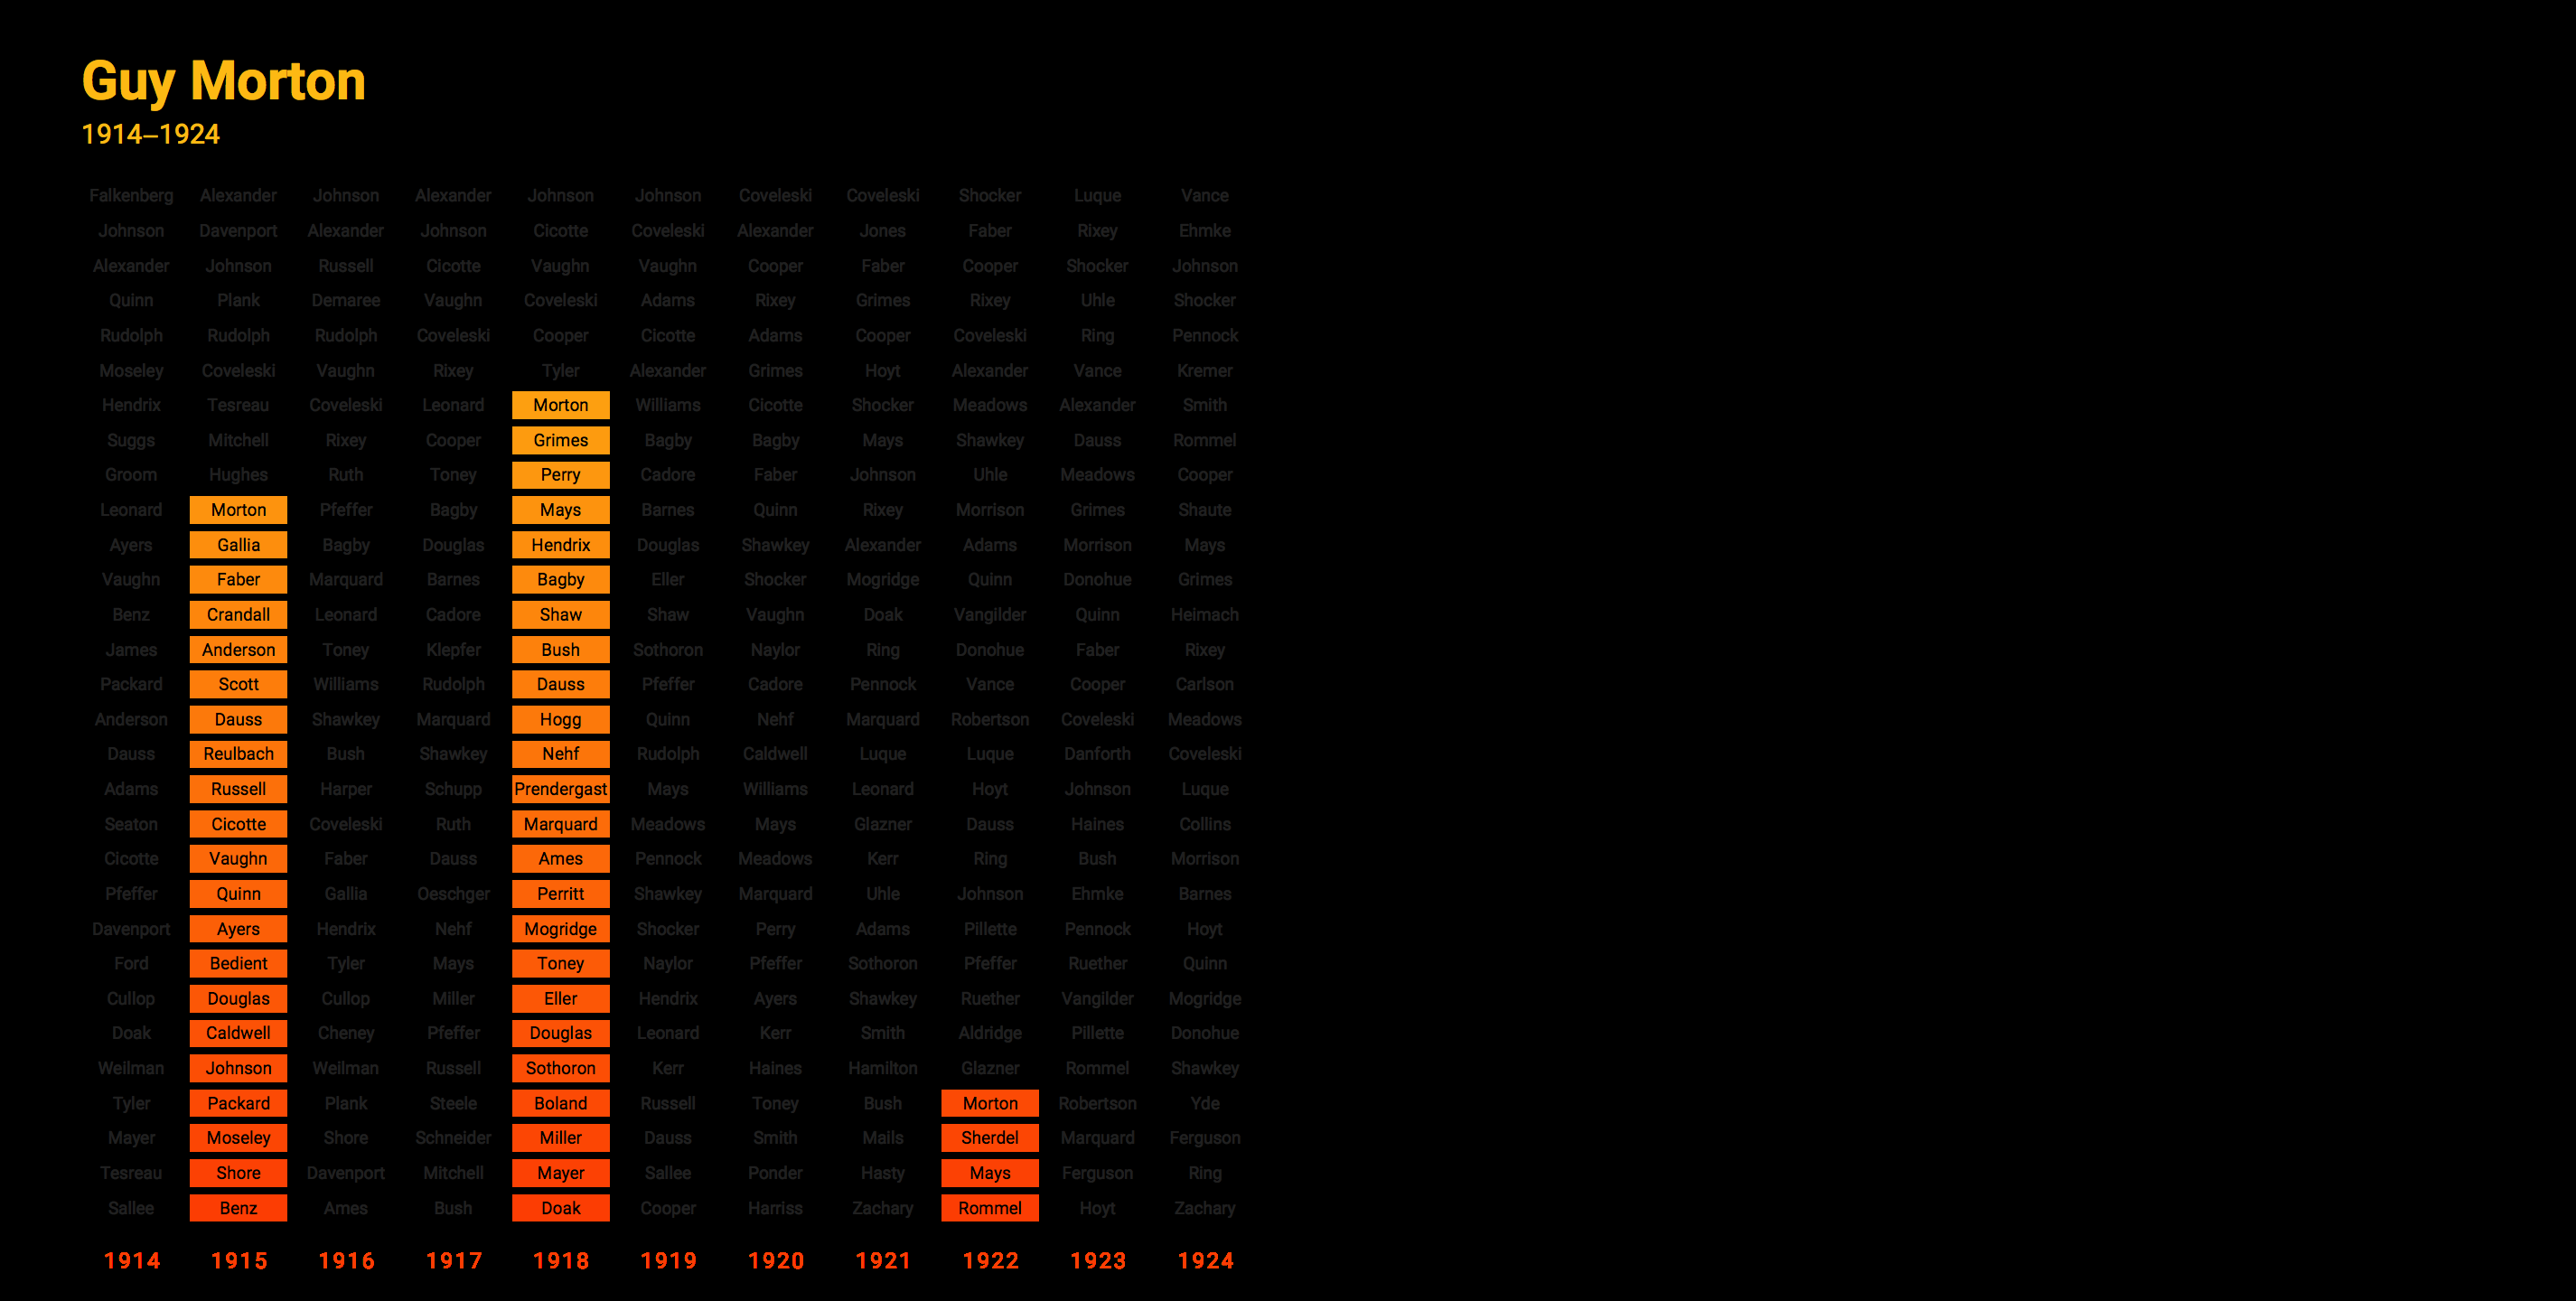 Guy Morton
1914–1924
Falkenberg Alexander Johnson Alexander Johnson Johnson Coveleski Coveleski Shocker Luque Vance
Johnson Davenport Alexander Johnson Cicotte Coveleski Alexander Jones Faber Rixey Ehmke
Alexander Johnson Russell Cicotte Vaughn Vaughn Cooper Faber Cooper Shocker Johnson
Quinn Plank Demaree Vaughn Coveleski Adams Rixey Grimes Rixey Uhle Shocker
Rudolph Rudolph Rudolph Coveleski Cooper Cicotte Adams Cooper Coveleski Ring Pennock
Moseley Coveleski Vaughn Rixey Tyler Alexander Grimes Hoyt Alexander Vance Kremer
Hendrix Tesreau Coveleski Leonard Morton Williams Cicotte Shocker Meadows Alexander Smith
Suggs Mitchell Rixey Cooper Grimes Bagby Bagby Mays Shawkey Dauss Rommel
Groom Hughes Ruth Toney Perry Cadore Faber Johnson Uhle Meadows Cooper
Leonard Morton Pfeffer Bagby Mays Barnes Quinn Rixey Morrison Grimes Shaute
Ayers Gallia Bagby Douglas Hendrix Douglas Shawkey Alexander Adams Morrison Mays
Vaughn Faber Marquard Barnes Bagby Eller Shocker Mogridge Quinn Donohue Grimes
Benz Crandall Leonard Cadore Shaw Shaw Vaughn Doak Vangilder Quinn Heimach
James Anderson Toney Klepfer Bush Sothoron Naylor Ring Donohue Faber Rixey
Packard Scott Williams Rudolph Dauss Pfeffer Cadore Pennock Vance Cooper Carlson
Anderson Dauss Shawkey Marquard Hogg Quinn Nehf Marquard Robertson Coveleski Meadows
Dauss Reulbach Bush Shawkey Nehf Rudolph Caldwell Luque Luque Danforth Coveleski
Adams Russell Harper Schupp Prendergast Mays Williams Leonard Hoyt Johnson Luque
Seaton Cicotte Coveleski Ruth Marquard Meadows Mays Glazner Dauss Haines Collins
Cicotte Vaughn Faber Dauss Ames Pennock Meadows Kerr Ring Bush Morrison
Pfeffer Quinn Gallia Oeschger Perritt Shawkey Marquard Uhle Johnson Ehmke Barnes
Davenport Ayers Hendrix Nehf Mogridge Shocker Perry Adams Pillette Pennock Hoyt
Ford Bedient Tyler Mays Toney Naylor Pfeffer Sothoron Pfeffer Ruether Quinn
Cullop Douglas Cullop Miller Eller Hendrix Ayers Shawkey Ruether Vangilder Mogridge
Doak Caldwell Cheney Pfeffer Douglas Leonard Kerr Smith Aldridge Pillette Donohue
Weilman Johnson Weilman Russell Sothoron Kerr Haines Hamilton Glazner Rommel Shawkey
Tyler Packard Plank Steele Boland Russell Toney Bush Morton Robertson Yde
Mayer Moseley Shore Schneider Miller Dauss Smith Mails Sherdel Marquard Ferguson
Tesreau Shore Davenport Mitchell Mayer Sallee Ponder Hasty Mays Ferguson Ring
Sallee Benz Ames Bush Doak Cooper Harriss Zachary Rommel Hoyt Zachary
1914 1915 1916 1917 1918 1919 1920 1921 1922 1923 1924